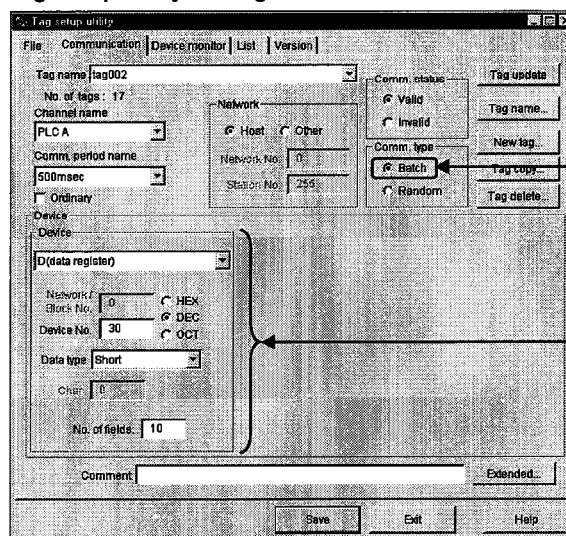 Tag setup utility
File Communication Device monitor List Version
Tag name tag002
No. of tags: 17
Channel name
PLC A
Comm. period name
500msec
Ordinary
Network
Host Other
Network No. 0
Station No. 255
Comm. status
Valid
Invalid
Comm. type
Batch
Random
Tag update
Tag name...
New tag...
Tag copy...
Tag delete...
Device
Device
D(data register)
Network/
Block No. 0
HEX
DEC
OCT
Device No. 30
Data type Short
Char 0
No. of fields: 10
Comment
Extended...
Save Exit Help